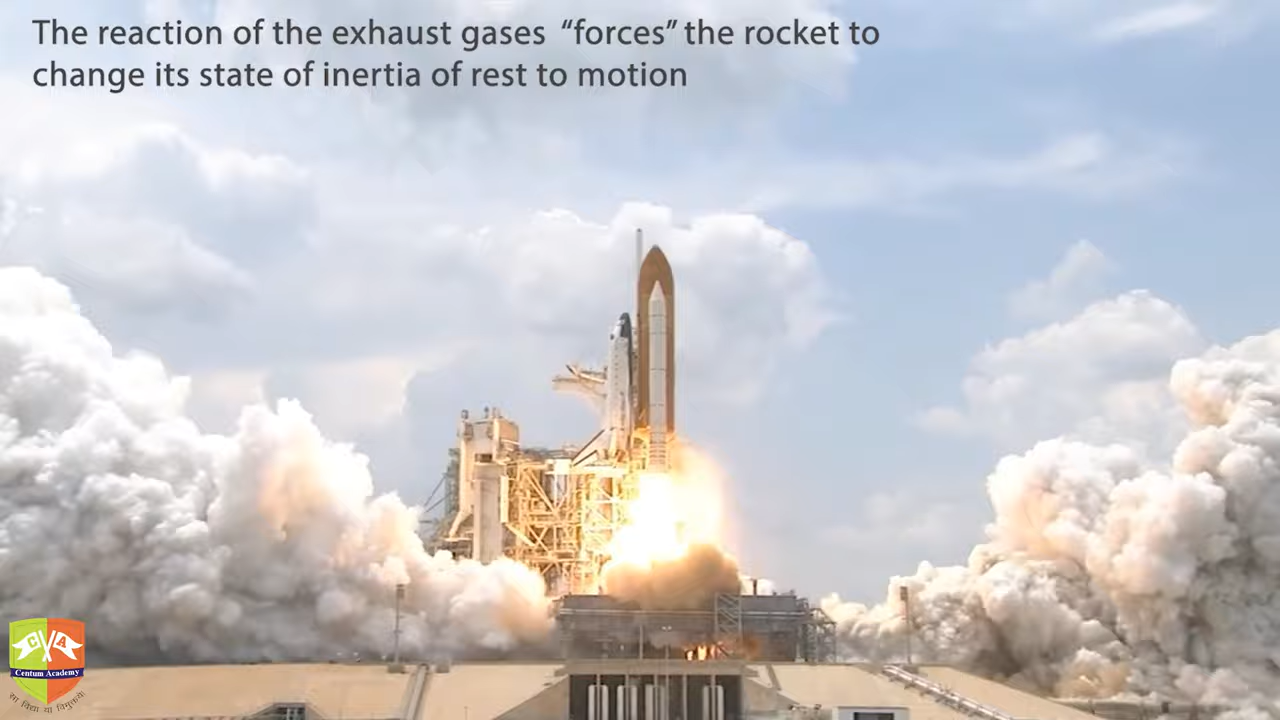 The reaction of the exhaust gases “forces” the rocket to
change its state of inertia of rest to motion
C V A
Centum Academy
सा विद्या या विमुक्तये